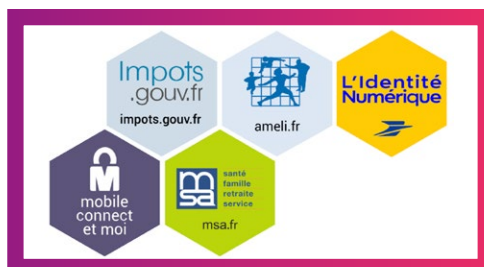 Impots
.gouv.fr
impots.gouv.fr
ameli.fr
L'Identité
Numérique
M
mobile
connect
et moi
msa
santé
famille
retraite
service
msa.fr